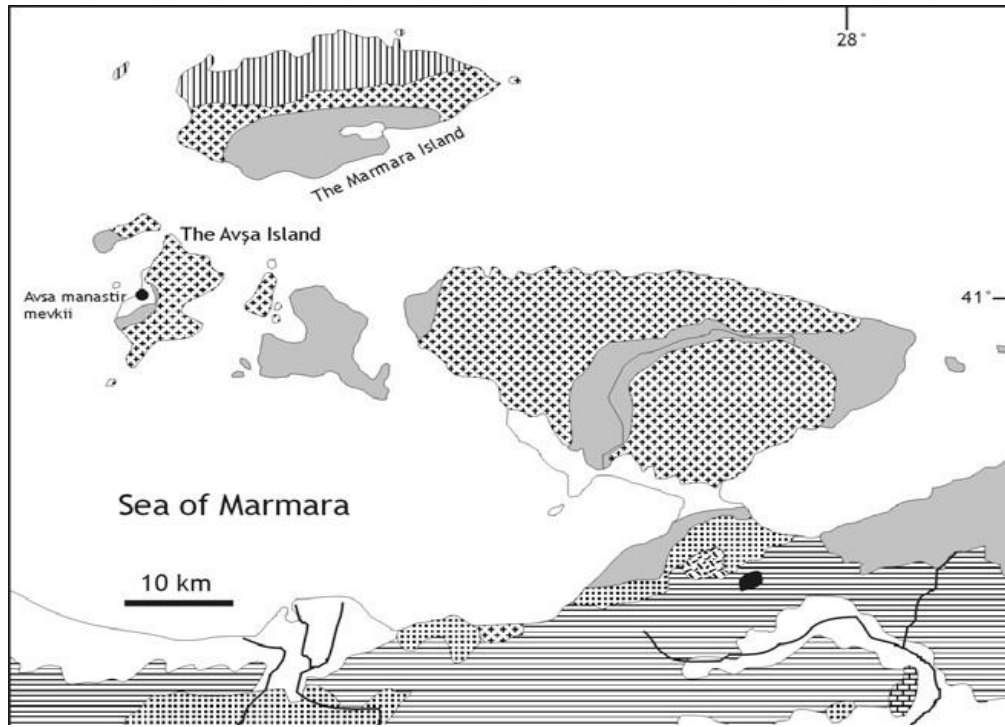 28°
The Marmara Island
The Avşa Island
Avsa manastir
mevkii
41°
Sea of Marmara
10 km